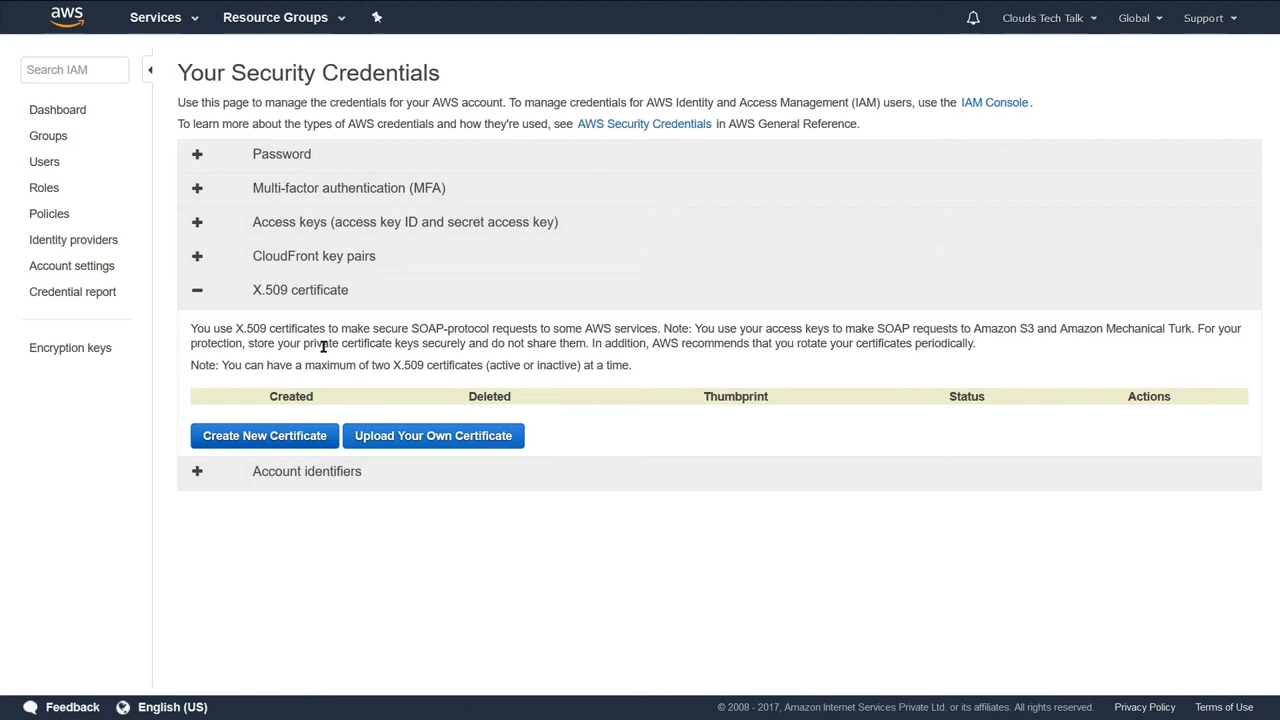 aws Services Resource Groups Clouds Tech Talk Global Support
Search IAM
Dashboard
Groups
Users
Roles
Policies
Identity providers
Account settings
Credential report
Encryption keys
Your Security Credentials
Use this page to manage the credentials for your AWS account. To manage credentials for AWS Identity and Access Management (IAM) users, use the IAM Console.
To learn more about the types of AWS credentials and how they're used, see AWS Security Credentials in AWS General Reference.
Password
Multi-factor authentication (MFA)
Access keys (access key ID and secret access key)
CloudFront key pairs
X.509 certificate
You use X.509 certificates to make secure SOAP-protocol requests to some AWS services. Note: You use your access keys to make SOAP requests to Amazon S3 and Amazon Mechanical Turk. For your
protection, store your private certificate keys securely and do not share them. In addition, AWS recommends that you rotate your certificates periodically.
Note: You can have a maximum of two X.509 certificates (active or inactive) at a time.
Created Deleted Thumbprint Status Actions
Create New Certificate Upload Your Own Certificate
Account identifiers
Feedback English (US) © 2008 - 2017, Amazon Internet Services Private Ltd. or its affiliates. All rights reserved. Privacy Policy Terms of Use